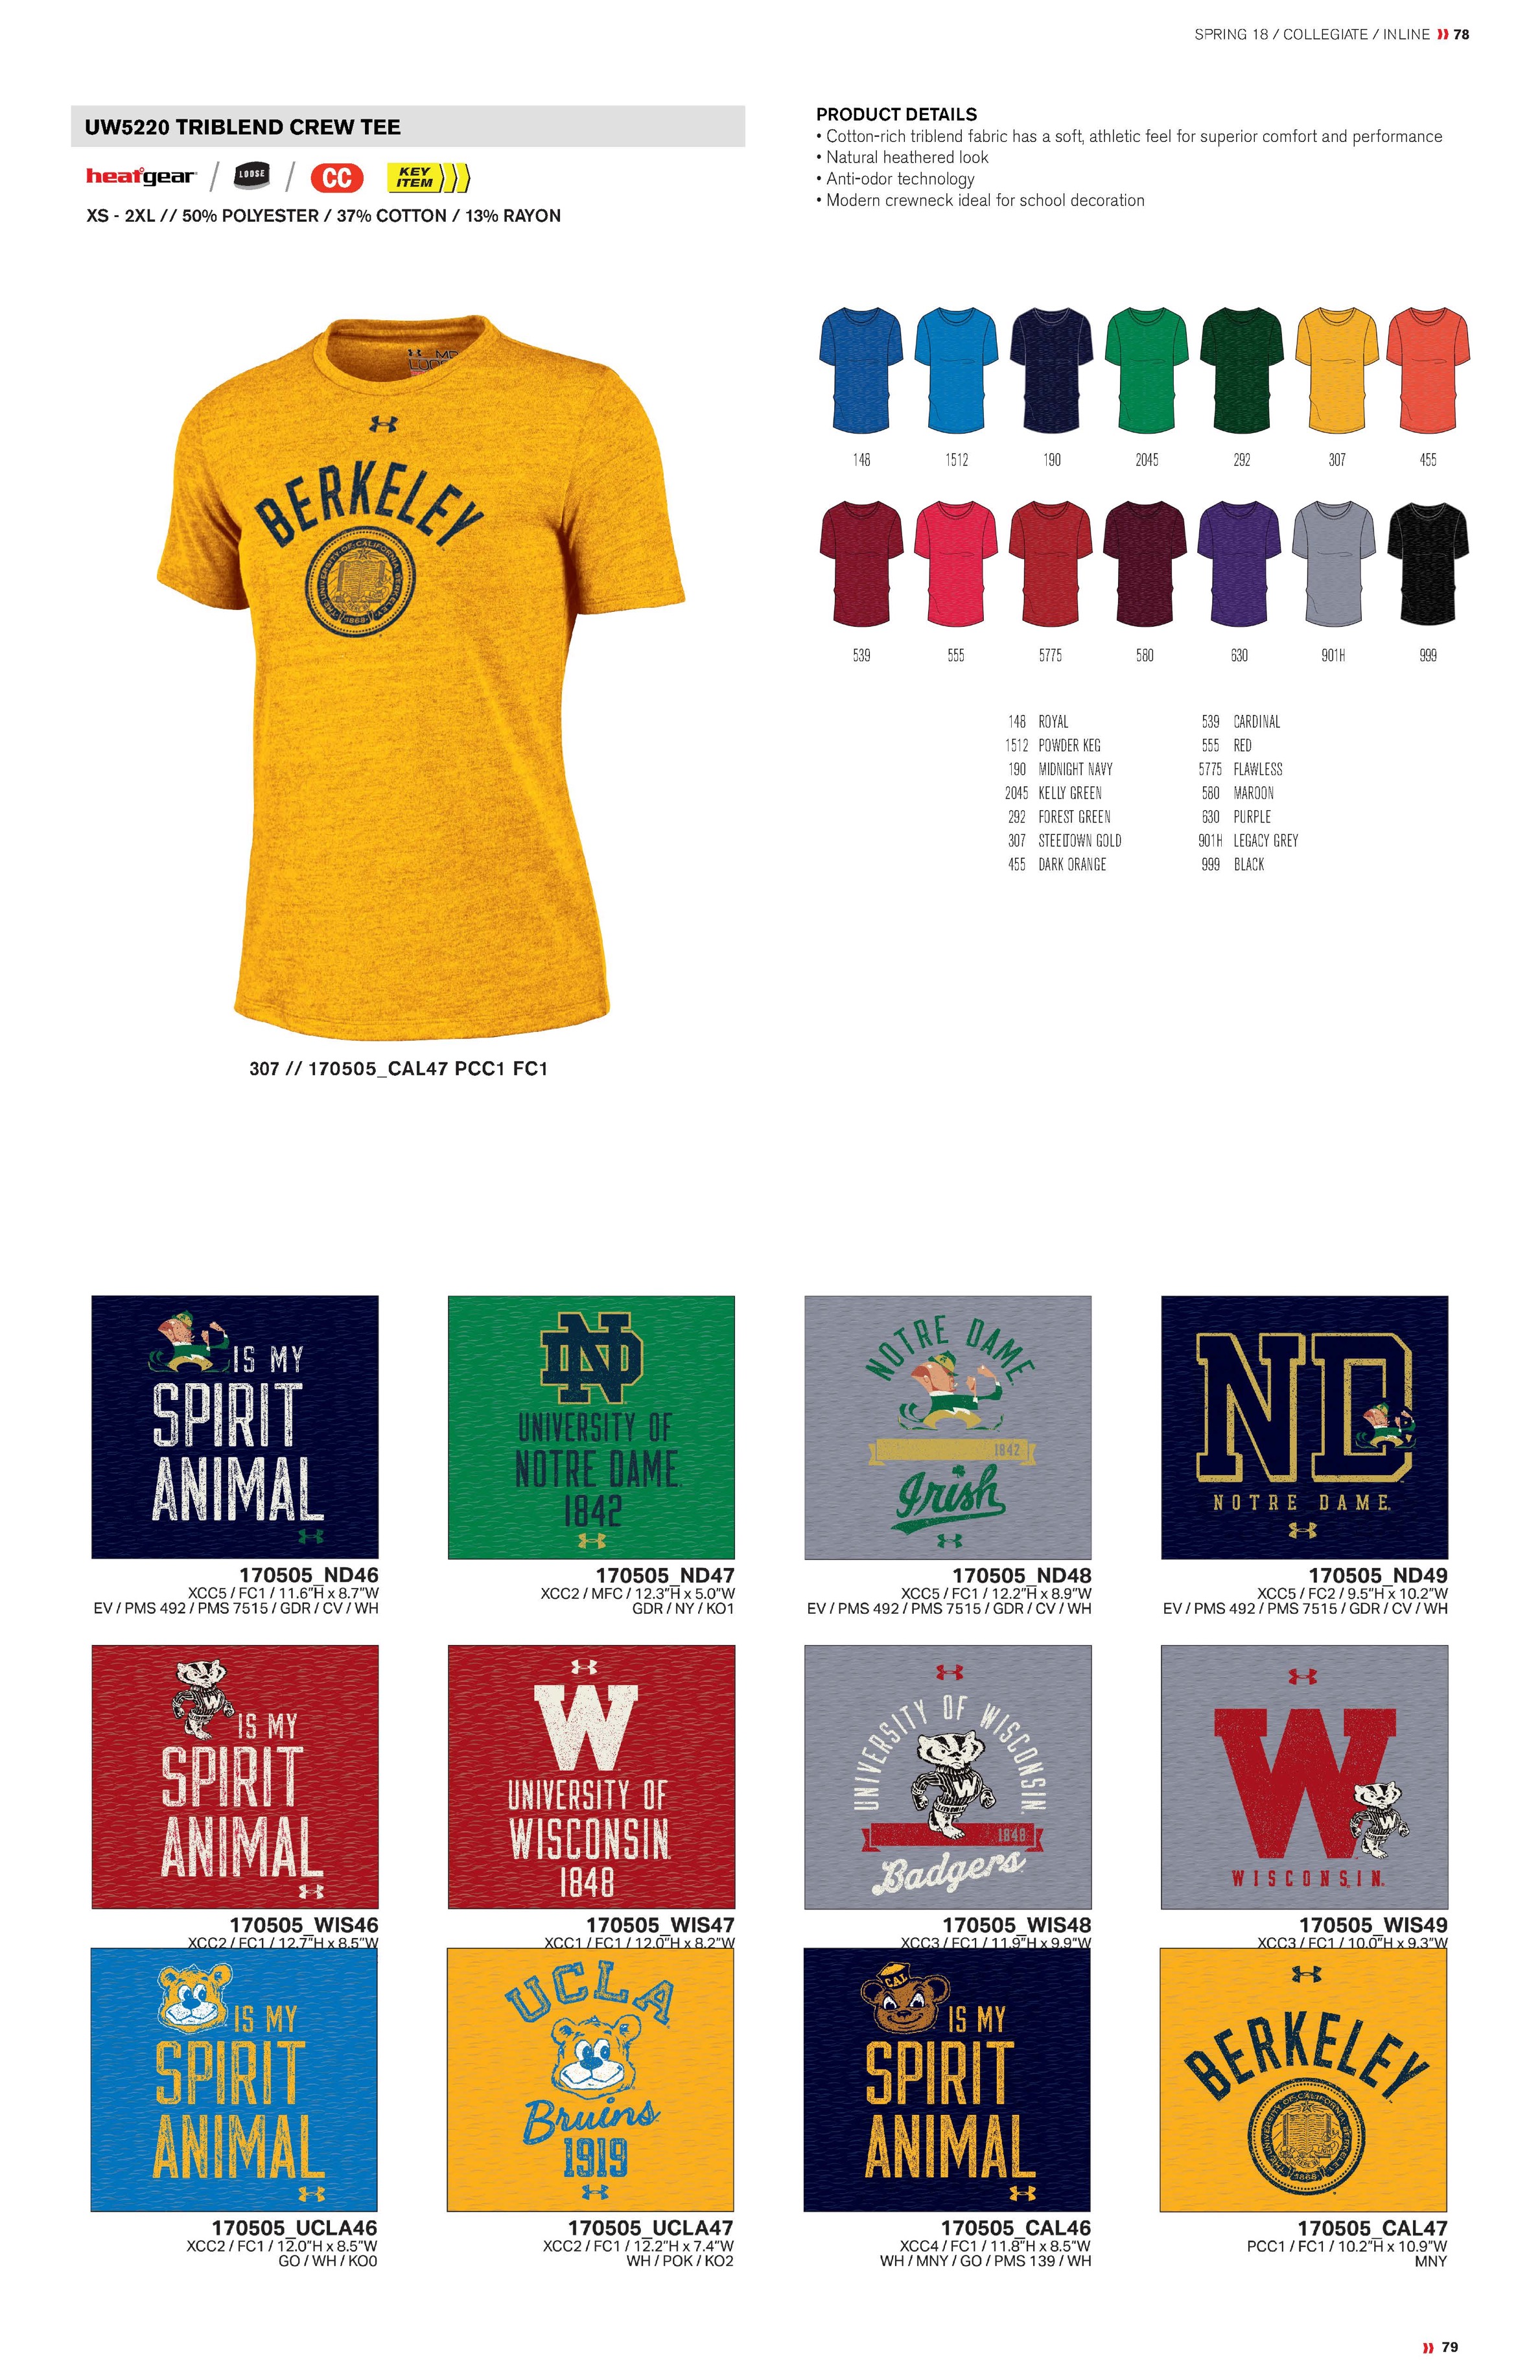 SPRING 18 / COLLEGIATE / INLINE 78
UW5220 TRIBLEND CREW TEE
heatgear / LOOSE / CC KEY ITEM
XS - 2XL // 50% POLYESTER / 37% COTTON / 13% RAYON
PRODUCT DETAILS
• Cotton-rich triblend fabric has a soft, athletic feel for superior comfort and performance
• Natural heathered look
• Anti-odor technology
• Modern crewneck ideal for school decoration
BERKELEY
THE UNIVERSITY OF CALIFORNIA BERKELEY
1868
307 // 170505_CAL47 PCC1 FC1
148 1512 190 2045 292 307 455
539 555 5775 580 630 901H 999
148 ROYAL
1512 POWDER KEG
190 MIDNIGHT NAVY
2045 KELLY GREEN
292 FOREST GREEN
307 STEELTOWN GOLD
455 DARK ORANGE
539 CARDINAL
555 RED
5775 FLAWLESS
580 MAROON
630 PURPLE
901H LEGACY GREY
999 BLACK
IS MY
SPIRIT
ANIMAL
170505_ND46
XCC5 / FC1 / 11.6"H x 8.7"W
EV / PMS 492 / PMS 7515 / GDR / CV / WH
ND
UNIVERSITY OF
NOTRE DAME
1842
170505_ND47
XCC2 / MFC / 12.3"H x 5.0"W
GDR / NY / KO1
NOTRE DAME
1842
Irish
170505_ND48
XCC5 / FC1 / 12.2"H x 8.9"W
EV / PMS 492 / PMS 7515 / GDR / CV / WH
ND
NOTRE DAME
170505_ND49
XCC5 / FC2 / 9.5"H x 10.2"W
EV / PMS 492 / PMS 7515 / GDR / CV / WH
W
IS MY
SPIRIT
ANIMAL
170505_WIS46
XCC2 / FC1 / 12.7"H x 8.5"W
W
UNIVERSITY OF
WISCONSIN
1848
170505_WIS47
XCC1 / FC1 / 12.0"H x 8.2"W
UNIVERSITY OF WISCONSIN
W
1848
Badgers
170505_WIS48
XCC3 / FC1 / 11.9"H x 9.9"W
W
W
WISCONSIN
170505_WIS49
XCC3 / FC1 / 10.0"H x 9.3"W
IS MY
SPIRIT
ANIMAL
170505_UCLA46
XCC2 / FC1 / 12.0"H x 8.5"W
GO / WH / KO0
UCLA
Bruins
1919
170505_UCLA47
XCC2 / FC1 / 12.2"H x 7.4"W
WH / POK / KO2
CAL
IS MY
SPIRIT
ANIMAL
170505_CAL46
XCC4 / FC1 / 11.8"H x 8.5"W
WH / MNY / GO / PMS 139 / WH
BERKELEY
THE UNIVERSITY OF CALIFORNIA BERKELEY
1868
170505_CAL47
PCC1 / FC1 / 10.2"H x 10.9"W
MNY
79